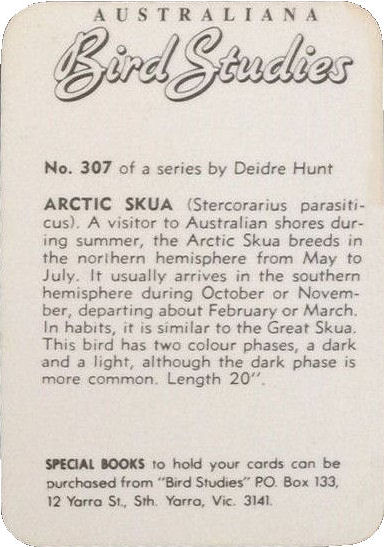 AUSTRALIANA
Bird Studies
No. 307 of a series by Deidre Hunt
ARCTIC SKUA (Stercorarius parasiti-
cus). A visitor to Australian shores dur-
ing summer, the Arctic Skua breeds in
the northern hemisphere from May to
July. It usually arrives in the southern
hemisphere during October or Novem-
ber, departing about February or March.
In habits, it is similar to the Great Skua.
This bird has two colour phases, a dark
and a light, although the dark phase is
more common. Length 20".
SPECIAL BOOKS to hold your cards can be
purchased from "Bird Studies" PO. Box 133,
12 Yarra St., Sth. Yarra, Vic. 3141.